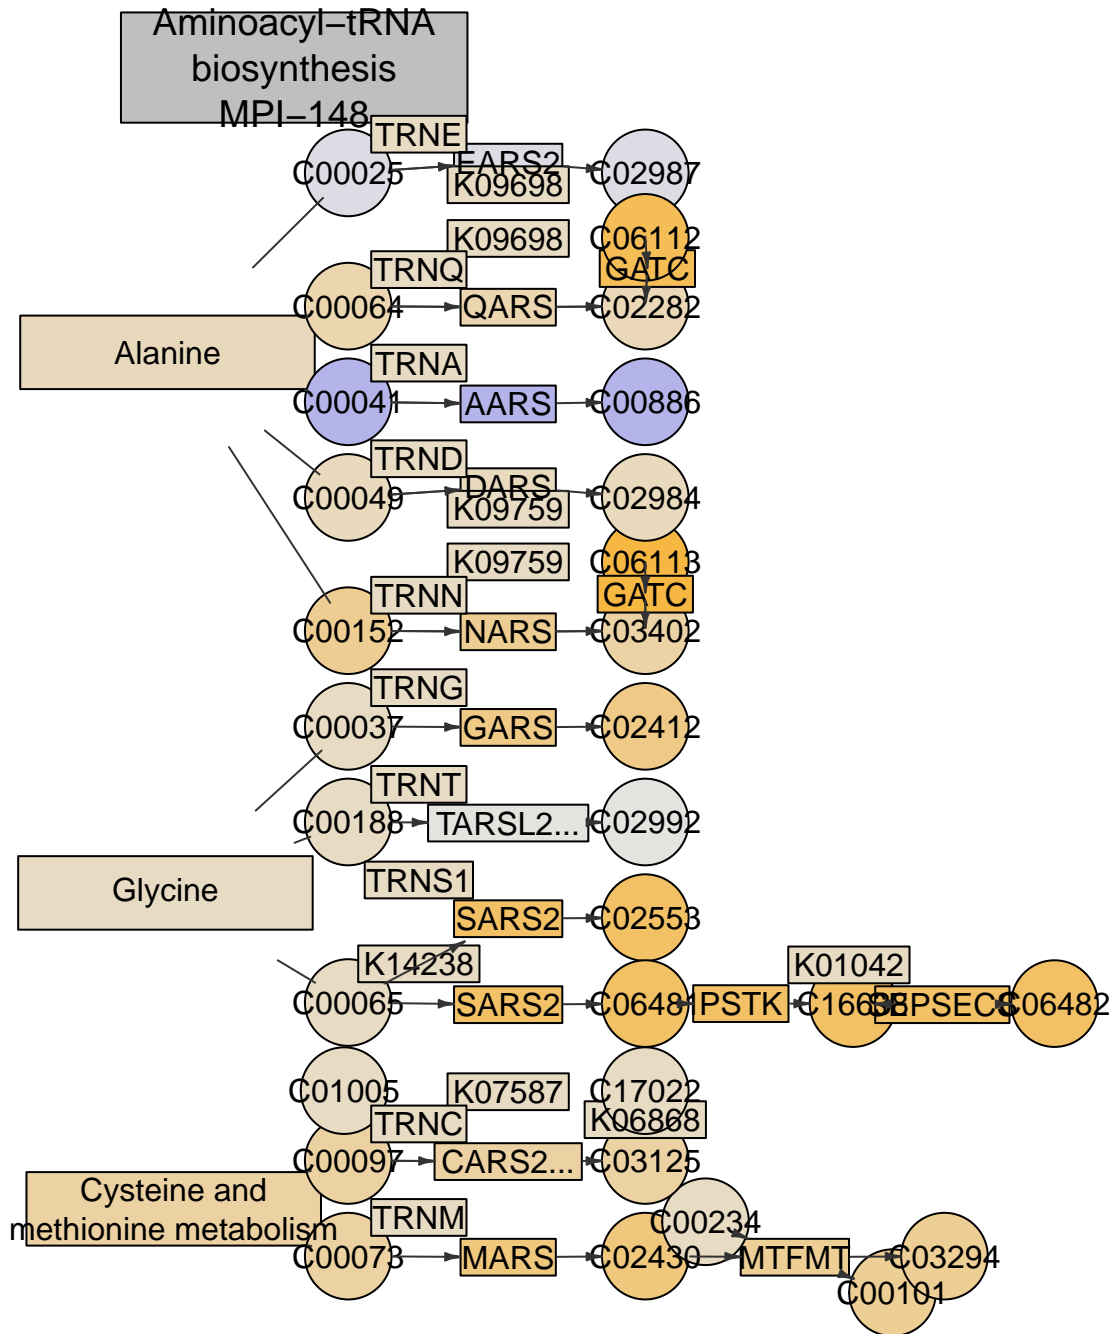 Aminoacyl−tRNA
biosynthesis
MPI−148
TRNE
C00025
EARS2
C02987
K09698
K09698
C06112
TRNQ
GATC
C00064
QARS
C02282
Alanine
TRNA
C00041
AARS
C00886
TRND
C00049
DARS
C02984
K09759
K09759
C06113
TRNN
GATC
C00152
NARS
C03402
TRNG
C00037
GARS
C02412
TRNT
C00188
TARSL2...
C02992
Glycine
TRNS1
SARS2
C02553
K14238
K01042
C00065
SARS2
C06481
PSTK
SEPSECS
C06482
C01005
K07587
C17022
TRNC
K06868
C00097
CARS2...
C03125
Cysteine and
methionine metabolism
TRNM
C00234
C00073
MARS
C02430
MTFMT
C03294
C00101